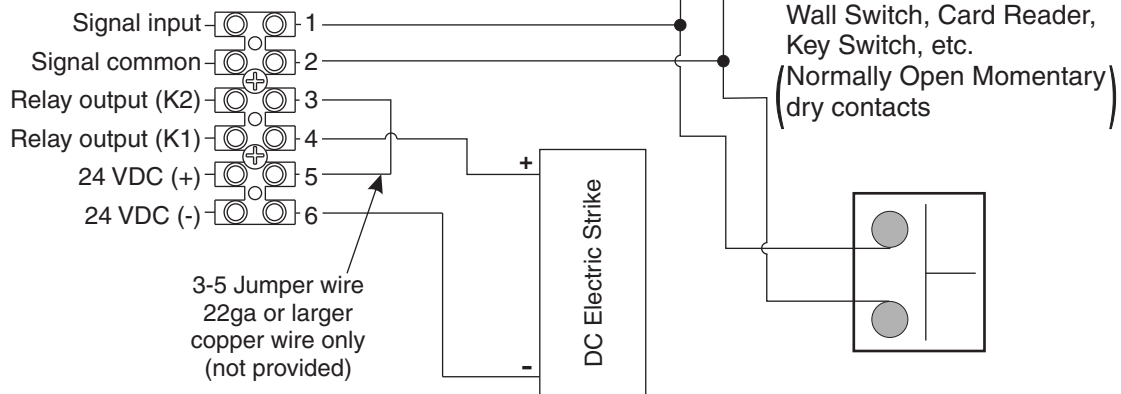 Signal input 1
Signal common 2
Relay output (K2) 3
Relay output (K1) 4
24 VDC (+) 5
24 VDC (-) 6
3-5 Jumper wire
22ga or larger
copper wire only
(not provided)
+
DC Electric Strike
-
Wall Switch, Card Reader,
Key Switch, etc.
(Normally Open Momentary
dry contacts)